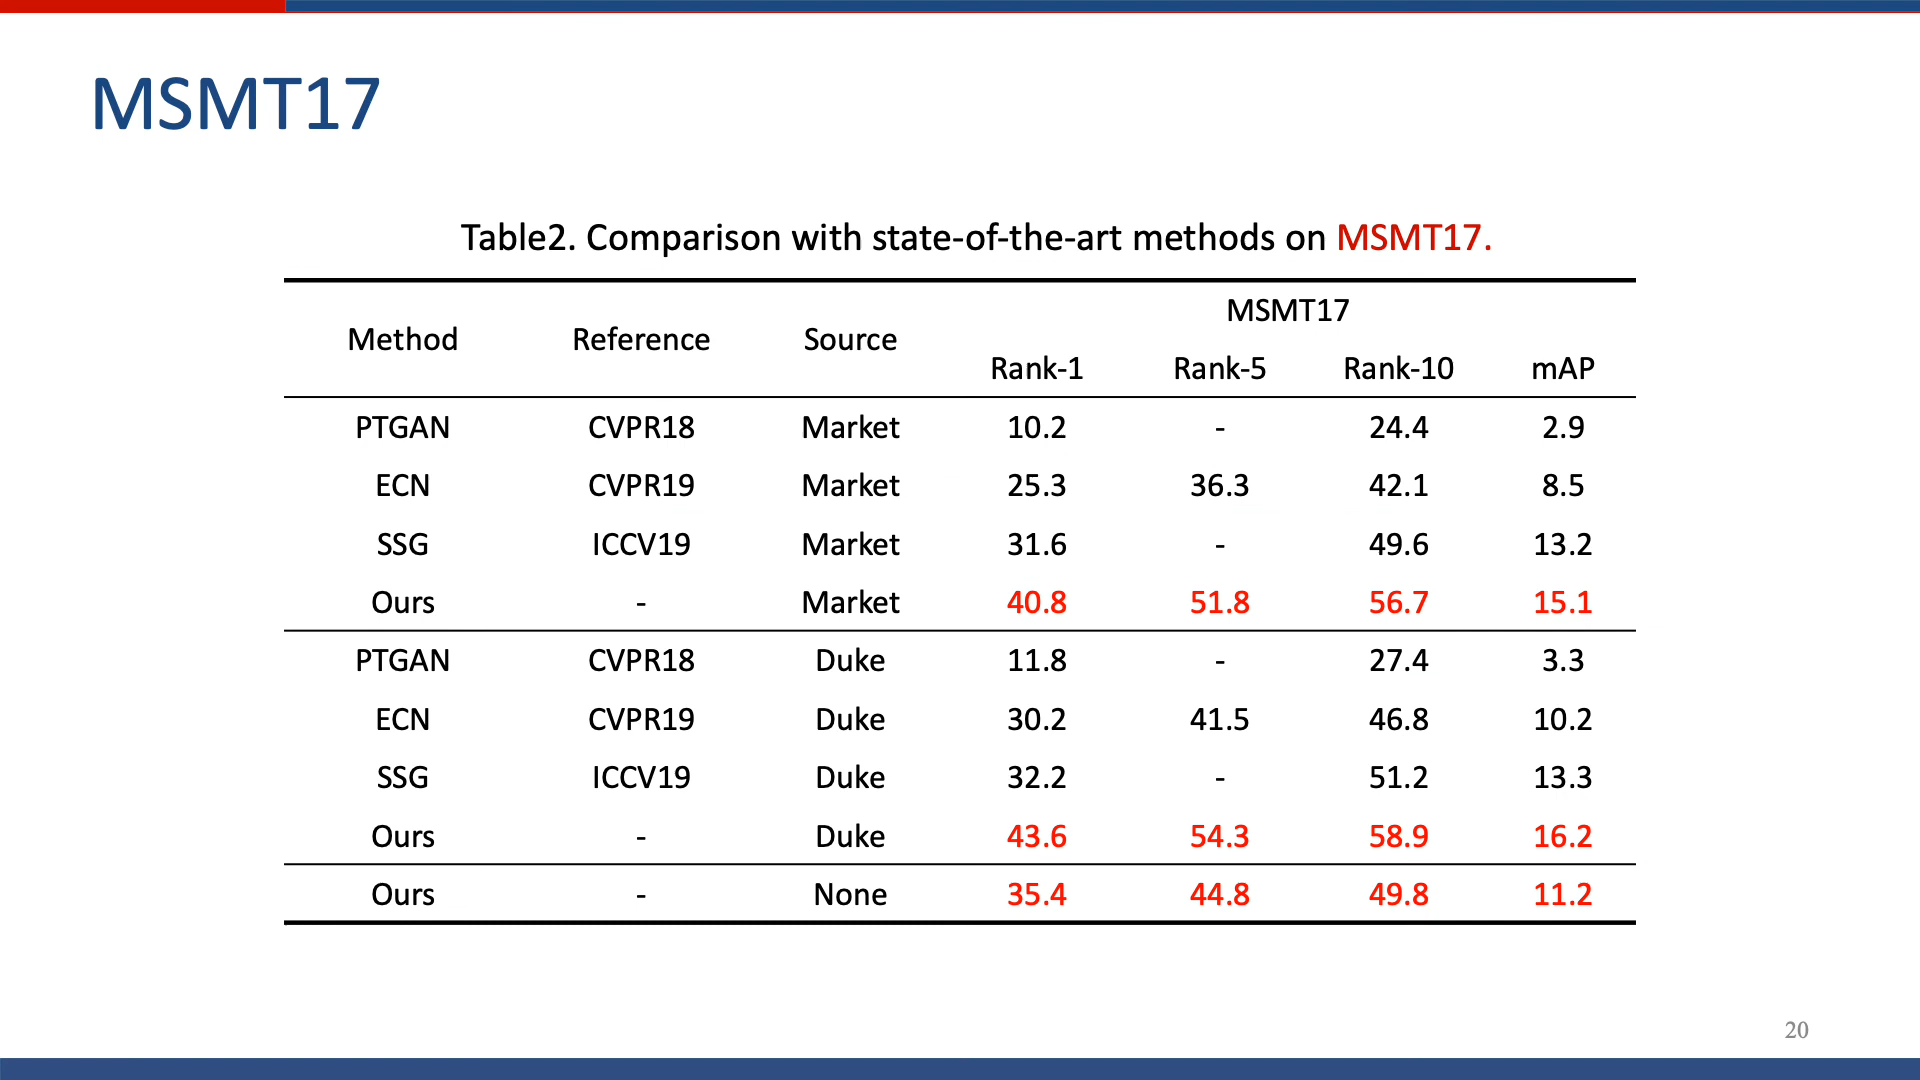 MSMT17
Table2. Comparison with state-of-the-art methods on MSMT17.
Method Reference Source MSMT17
Rank-1 Rank-5 Rank-10 mAP
PTGAN CVPR18 Market 10.2 - 24.4 2.9
ECN CVPR19 Market 25.3 36.3 42.1 8.5
SSG ICCV19 Market 31.6 - 49.6 13.2
Ours - Market 40.8 51.8 56.7 15.1
PTGAN CVPR18 Duke 11.8 - 27.4 3.3
ECN CVPR19 Duke 30.2 41.5 46.8 10.2
SSG ICCV19 Duke 32.2 - 51.2 13.3
Ours - Duke 43.6 54.3 58.9 16.2
Ours - None 35.4 44.8 49.8 11.2
20